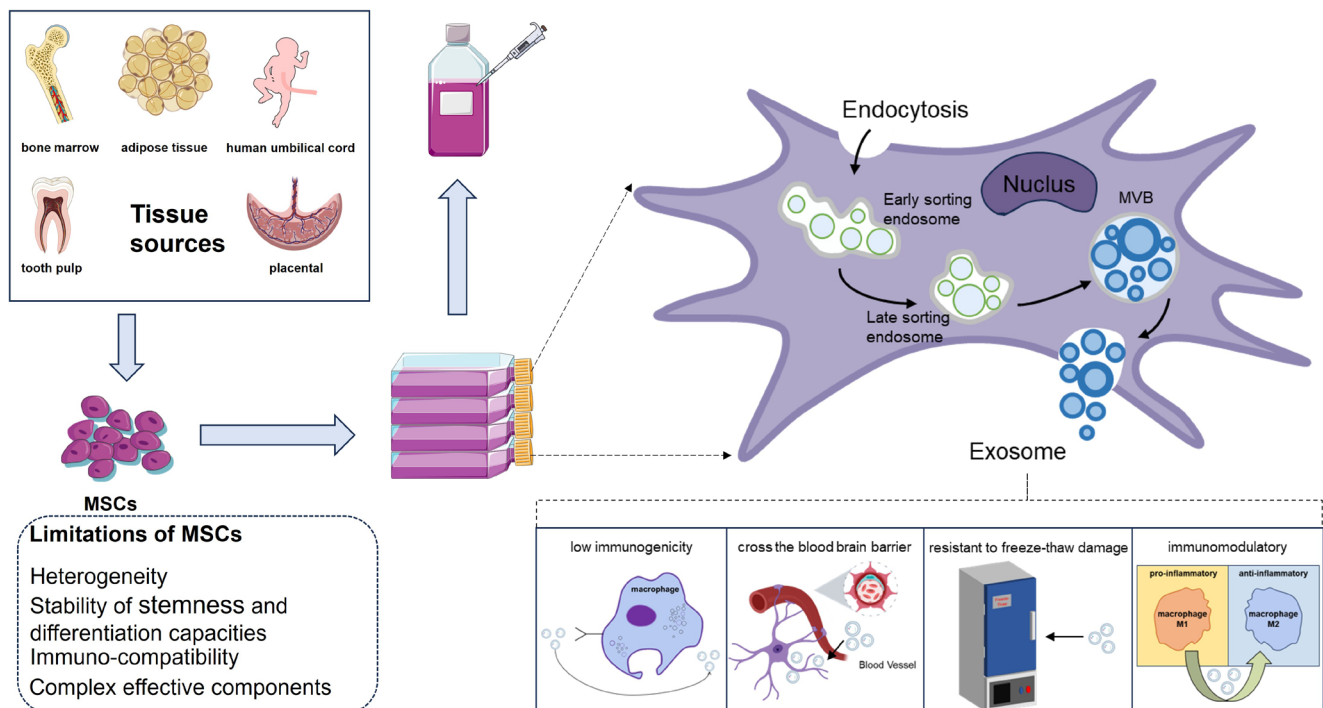 bone marrow
adipose tissue
human umbilical cord
Tissue
sources
tooth pulp
placental
MSCs
Limitations of MSCs
Heterogeneity
Stability of stemness and
differentiation capacities
Immuno-compatibility
Complex effective components
Endocytosis
Nuclus
Early sorting
endosome
MVB
Late sorting
endosome
Exosome
low immunogenicity
macrophage
cross the blood brain barrier
Blood Vessel
resistant to freeze-thaw damage
immunomodulatory
pro-inflammatory
anti-inflammatory
macrophage
M1
macrophage
M2